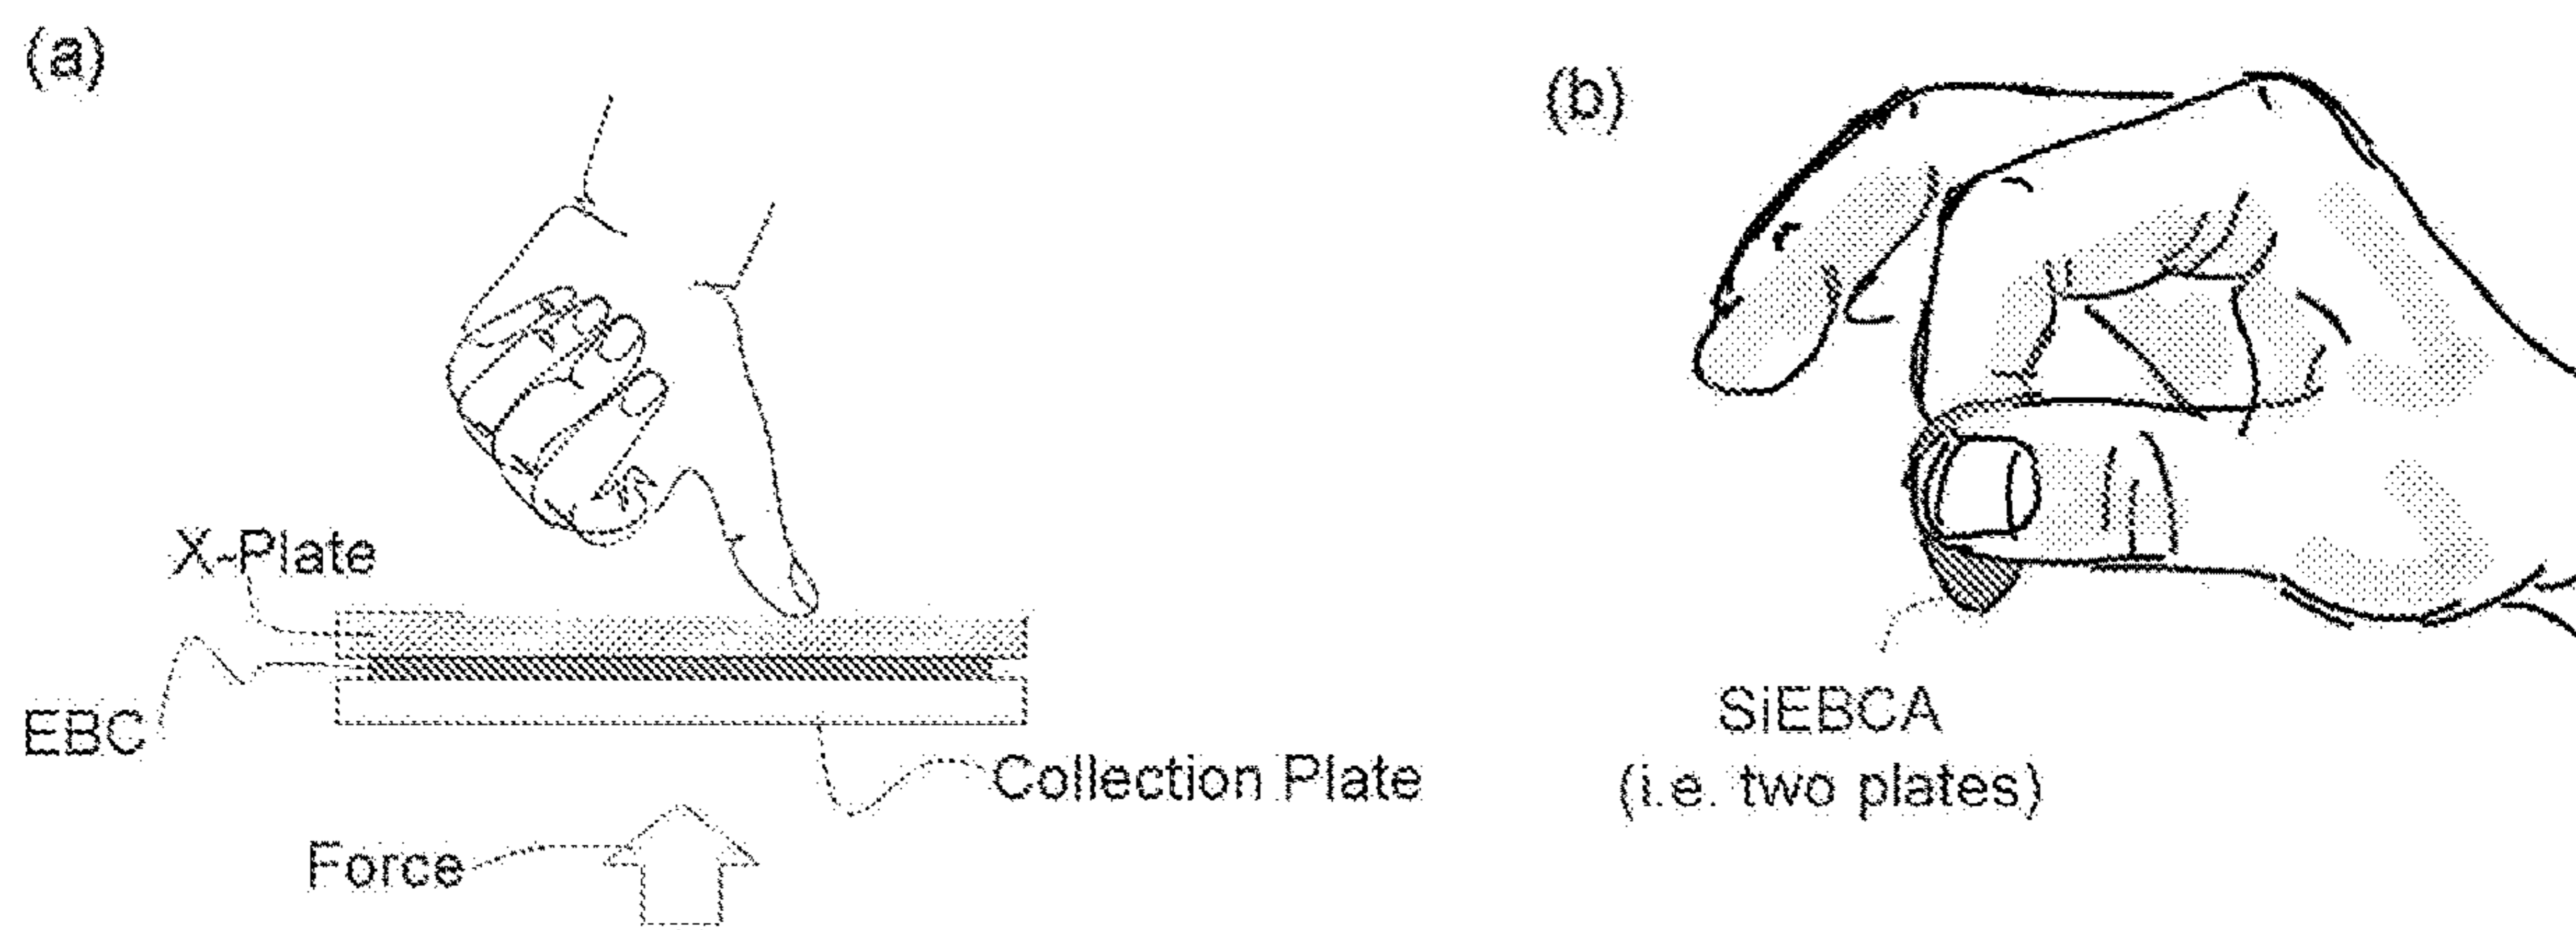 (a)
(b)
X-Plate
EBC
Collection Plate
Force
SiEBCA
(i.e. two plates)